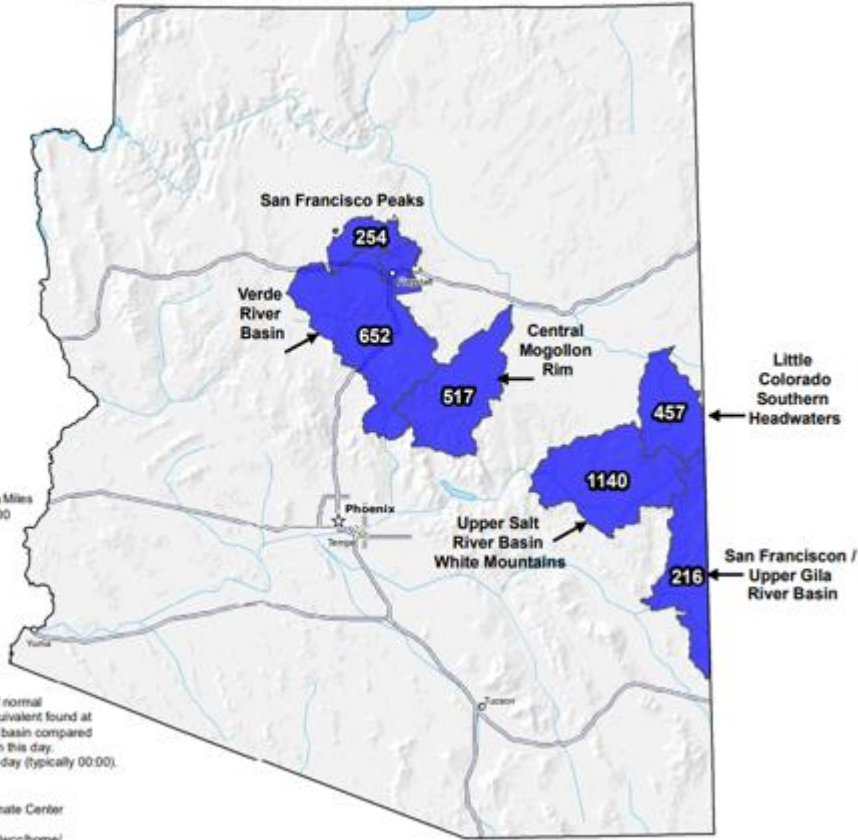 San Francisco Peaks
254
Verde
River
Basin
652
Central
Mogollon
Rim
517
Little
Colorado
Southern
Headwaters
457
1140
Miles
Phoenix
Tempe
Upper Salt
River Basin
White Mountains
San Franciscon /
Upper Gila
River Basin
216
Yuma
Tucson
normal
uivalent found at
basin compared
n this day.
day (typically 00:00).
mate Center